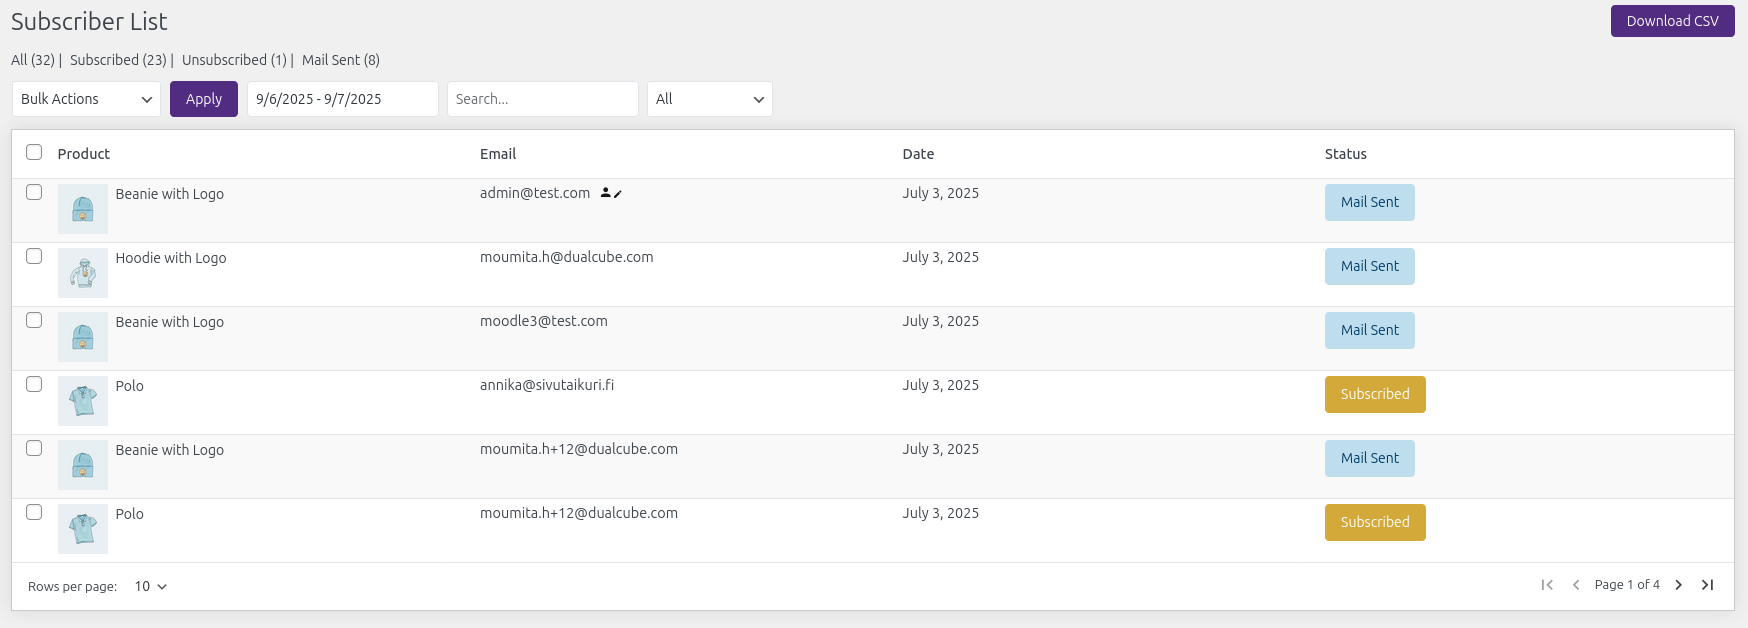 Subscriber List
Download CSV
All (32) | Subscribed (23) | Unsubscribed (1) | Mail Sent (8)
Bulk Actions Apply 9/6/2025 - 9/7/2025 Search... All
Product Email Date Status
Beanie with Logo admin@test.com July 3, 2025 Mail Sent
Hoodie with Logo moumita.h@dualcube.com July 3, 2025 Mail Sent
Beanie with Logo moodle3@test.com July 3, 2025 Mail Sent
Polo annika@sivutaikuri.fi July 3, 2025 Subscribed
Beanie with Logo moumita.h+12@dualcube.com July 3, 2025 Mail Sent
Polo moumita.h+12@dualcube.com July 3, 2025 Subscribed
Rows per page: 10 Page 1 of 4